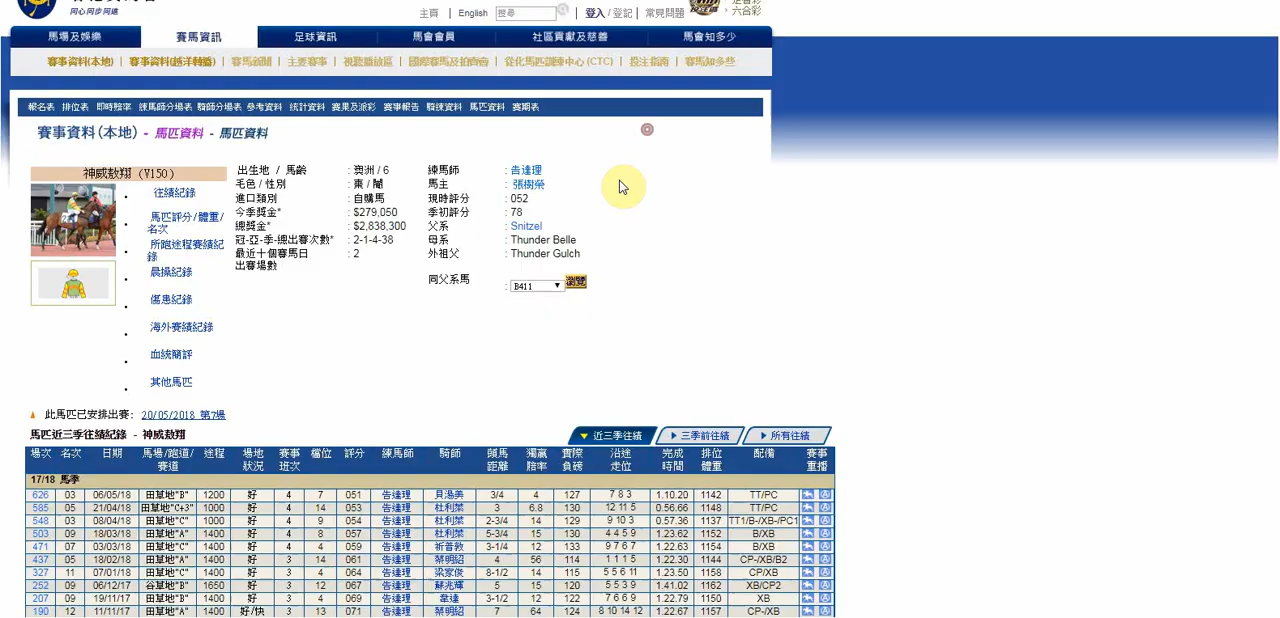 同心同步同進
主頁 | English 搜尋 登入 / 登記 | 常見問題 六合彩
馬場及娛樂 賽馬資訊 足球資訊 馬會會員 社區貢獻及慈善 馬會知多少
賽事資料(本地) | 賽事資料(越洋轉播) | 賽馬新聞 | 主要賽事 | 視聽播放區 | 國際賽馬及拍賣會 | 從化馬匹訓練中心 (CTC) | 投注指南 | 賽馬知多些
報名表 排位表 即時賠率 練馬師分場表 騎師分場表 參考資料 統計資料 賽果及派彩 賽事報告 騎練資料 馬匹資料 賽期表
賽事資料(本地) - 馬匹資料 - 馬匹資料
神威敖翔 (V150)
往績紀錄
馬匹評分/體重/
名次
所跑途程賽績紀
錄
晨操紀錄
傷患紀錄
海外賽績紀錄
血統簡評
其他馬匹
出生地 / 馬齡 : 澳洲 / 6
毛色 / 性別 : 棗 / 閹
進口類別 : 自購馬
今季獎金* : $279,050
總獎金* : $2,838,300
冠-亞-季-總出賽次數* : 2-1-4-38
最近十個賽馬日
出賽場數 : 2
練馬師 : 告達理
馬主 : 張樹榮
現時評分 : 052
季初評分 : 78
父系 : Snitzel
母系 : Thunder Belle
外祖父 : Thunder Gulch
同父系馬 : B411 瀏覽
此馬匹已安排出賽: 20/05/2018 第7場
馬匹近三季往績紀錄 - 神威敖翔 近三季往績 三季前往績 所有往績
場次 名次 日期 馬場/跑道/賽道 途程 場地狀況 賽事班次 檔位 評分 練馬師 騎師 頭馬距離 獨贏賠率 實際負磅 沿途走位 完成時間 排位體重 配備 賽事重播
17/18 馬季
626 03 06/05/18 田草地"B" 1200 好 4 7 051 告達理 貝湯美 3/4 4 127 7 8 3 1.10.20 1142 TT/PC
585 05 21/04/18 田草地"C+3" 1000 好 4 14 053 告達理 杜利萊 3 6.8 130 12 11 5 0.56.66 1148 TT/PC
548 03 08/04/18 田草地"C" 1000 好 4 9 054 告達理 杜利萊 2-3/4 14 129 9 10 3 0.57.36 1137 TT1/B-/XB-/PC1
503 09 18/03/18 田草地"A" 1400 好 4 8 057 告達理 杜利萊 5-3/4 15 130 4 4 5 9 1.23.62 1152 B/XB
471 07 03/03/18 田草地"C" 1400 好 4 4 059 告達理 祈普敦 3-1/4 12 133 9 7 6 7 1.22.63 1154 B/XB
437 05 18/02/18 田草地"A" 1400 好 3 14 061 告達理 蔡明紹 4 56 114 1 1 1 5 1.22.30 1144 CP-/XB/B2
327 11 07/01/18 田草地"C" 1400 好 3 4 064 告達理 梁家俊 8-1/2 14 115 5 5 6 11 1.23.50 1158 CP/XB
252 09 06/12/17 谷草地"B" 1650 好 3 12 067 告達理 蘇兆輝 5 15 120 5 5 3 9 1.41.02 1162 XB/CP2
207 09 19/11/17 田草地"B" 1400 好 3 4 069 告達理 韋達 3-1/2 12 122 7 6 6 9 1.22.79 1150 XB
190 12 11/11/17 田草地"A" 1400 好/快 3 13 071 告達理 蔡明紹 7 64 124 8 10 14 12 1.22.67 1157 CP-/XB